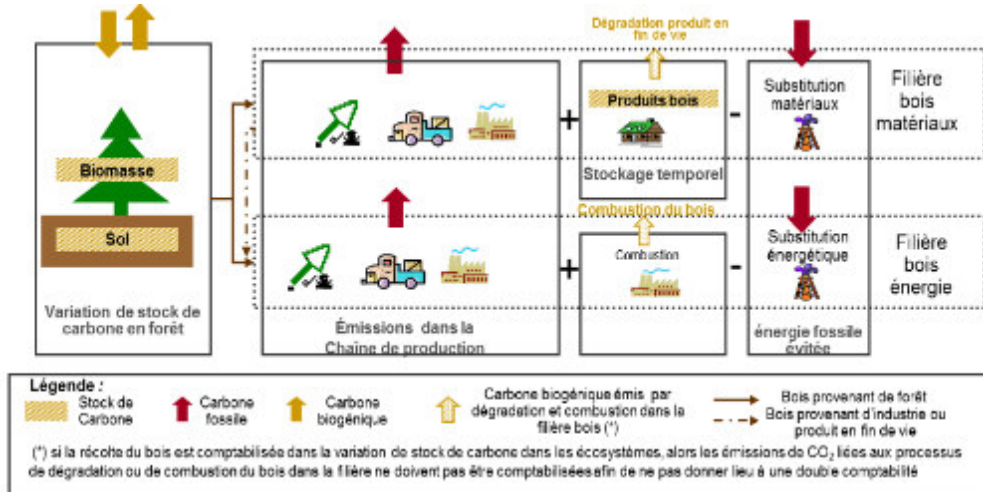 Dégradation produit en
fin de vie
Produits bois
Substitution
matériaux
Filière
bois
matériaux
Stockage temporel
Biomasse
Sol
Combustion du bois
Combustion
Substitution
énergétique
Filière
bois
énergie
Variation de stock de
carbone en forêt
Émissions dans la
Chaîne de production
énergie fossile
évitée
Légende :
Stock de
Carbone
Carbone
fossile
Carbone
biogénique
Carbone biogénique émis par
dégradation et combustion dans la
filière bois (*)
Bois provenant de forêt
Bois provenant d'industrie ou
produit en fin de vie
(*) si la récolte du bois est comptabilisée dans la variation de stock de carbone dans les écosystèmes, alors les émissions de CO₂ liées aux processus
de dégradation ou de combustion du bois dans la filière ne doivent pas être comptabilisées afin de ne pas donner lieu à une double comptabilité